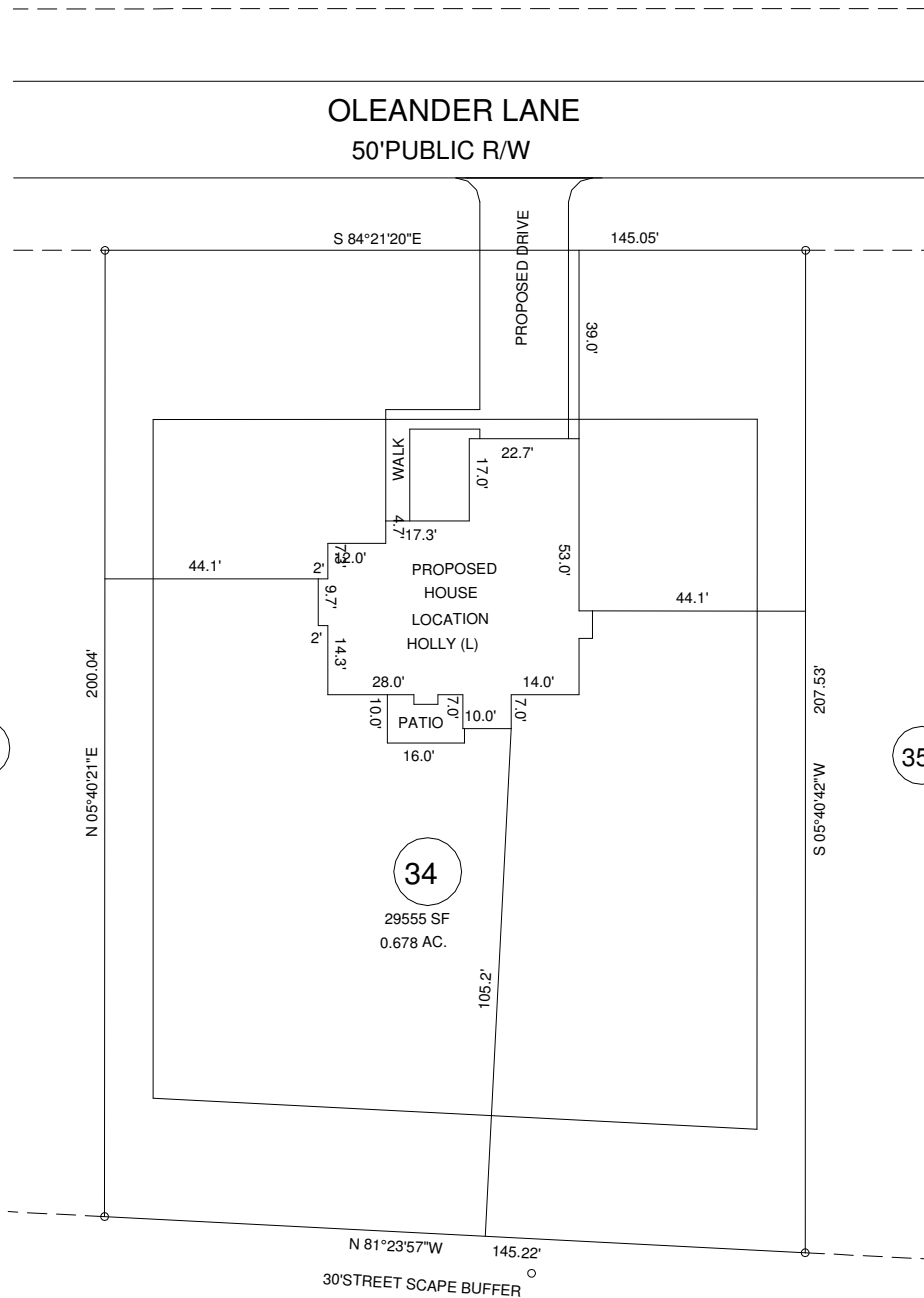 OLEANDER LANE
50'PUBLIC R/W
S 84°21'20"E
145.05'
PROPOSED DRIVE
39.0'
WALK
22.7'
17.0'
4.7'
17.3'
12.0'
44.1'
2'
PROPOSED
HOUSE
LOCATION
HOLLY (L)
53.0'
44.1'
9.7'
2'
14.3'
28.0'
14.0'
10.0'
7.0'
10.0'
7.0'
PATIO
16.0'
200.04'
N 05°40'21"E
207.53'
S 05°40'42"W
35
34
29555 SF
0.678 AC.
105.2'
N 81°23'57"W
145.22'
30'STREET SCAPE BUFFER